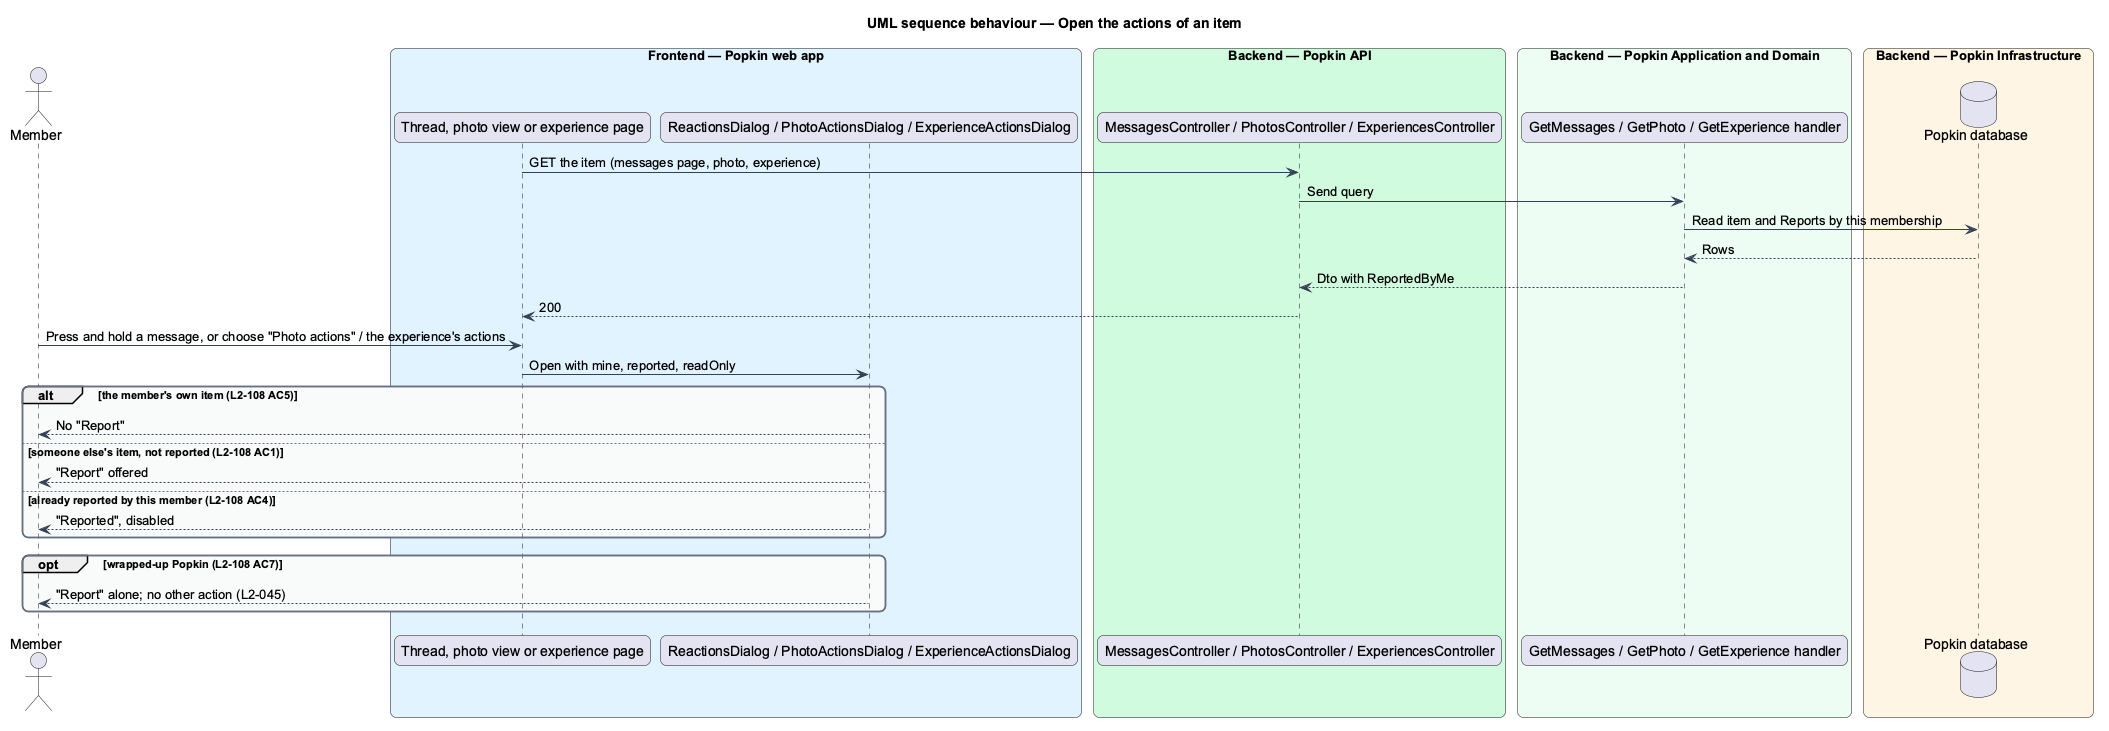 UML sequence behaviour — Open the actions of an item
Frontend — Popkin web app
Backend — Popkin API
Backend — Popkin Application and Domain
Backend — Popkin Infrastructure
Member
Thread, photo view or experience page
ReactionsDialog / PhotoActionsDialog / ExperienceActionsDialog
MessagesController / PhotosController / ExperiencesController
GetMessages / GetPhoto / GetExperience handler
Popkin database
GET the item (messages page, photo, experience)
Send query
Read item and Reports by this membership
Rows
Dto with ReportedByMe
200
Press and hold a message, or choose "Photo actions" / the experience's actions
Open with mine, reported, readOnly
alt [the member's own item (L2-108 AC5)]
No "Report"
[someone else's item, not reported (L2-108 AC1)]
"Report" offered
[already reported by this member (L2-108 AC4)]
"Reported", disabled
opt [wrapped-up Popkin (L2-108 AC7)]
"Report" alone; no other action (L2-045)
Member
Thread, photo view or experience page
ReactionsDialog / PhotoActionsDialog / ExperienceActionsDialog
MessagesController / PhotosController / ExperiencesController
GetMessages / GetPhoto / GetExperience handler
Popkin database